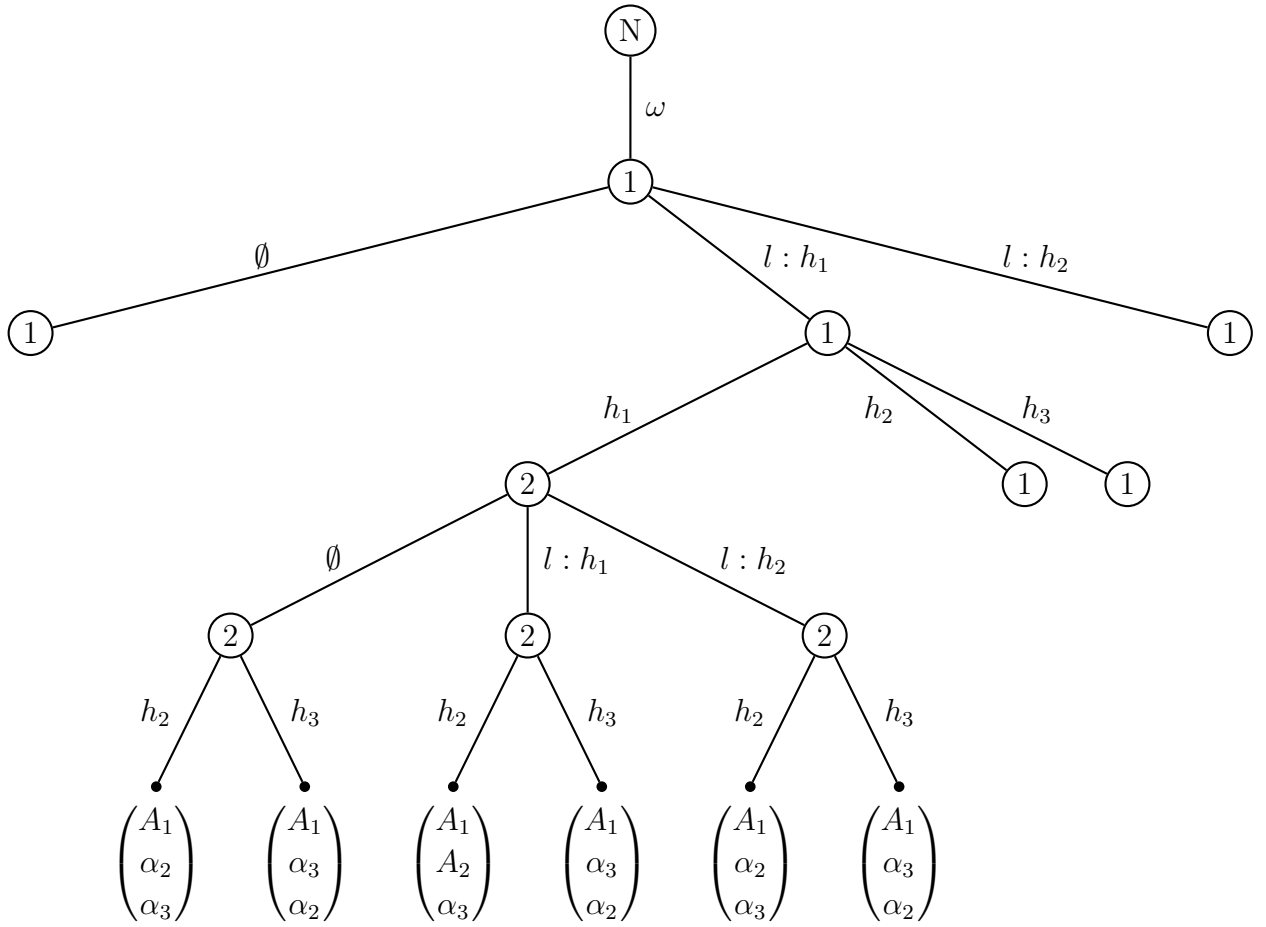 N
ω
1
∅ l : h₁ l : h₂
1 1 1
h₁ h₂ h₃
2 1 1
∅ l : h₁ l : h₂
2 2 2
h₂ h₃ h₂ h₃ h₂ h₃
A₁ A₁ A₁ A₁ A₁ A₁
α₂ α₃ A₂ α₃ α₂ α₃
α₃ α₂ α₃ α₂ α₃ α₂